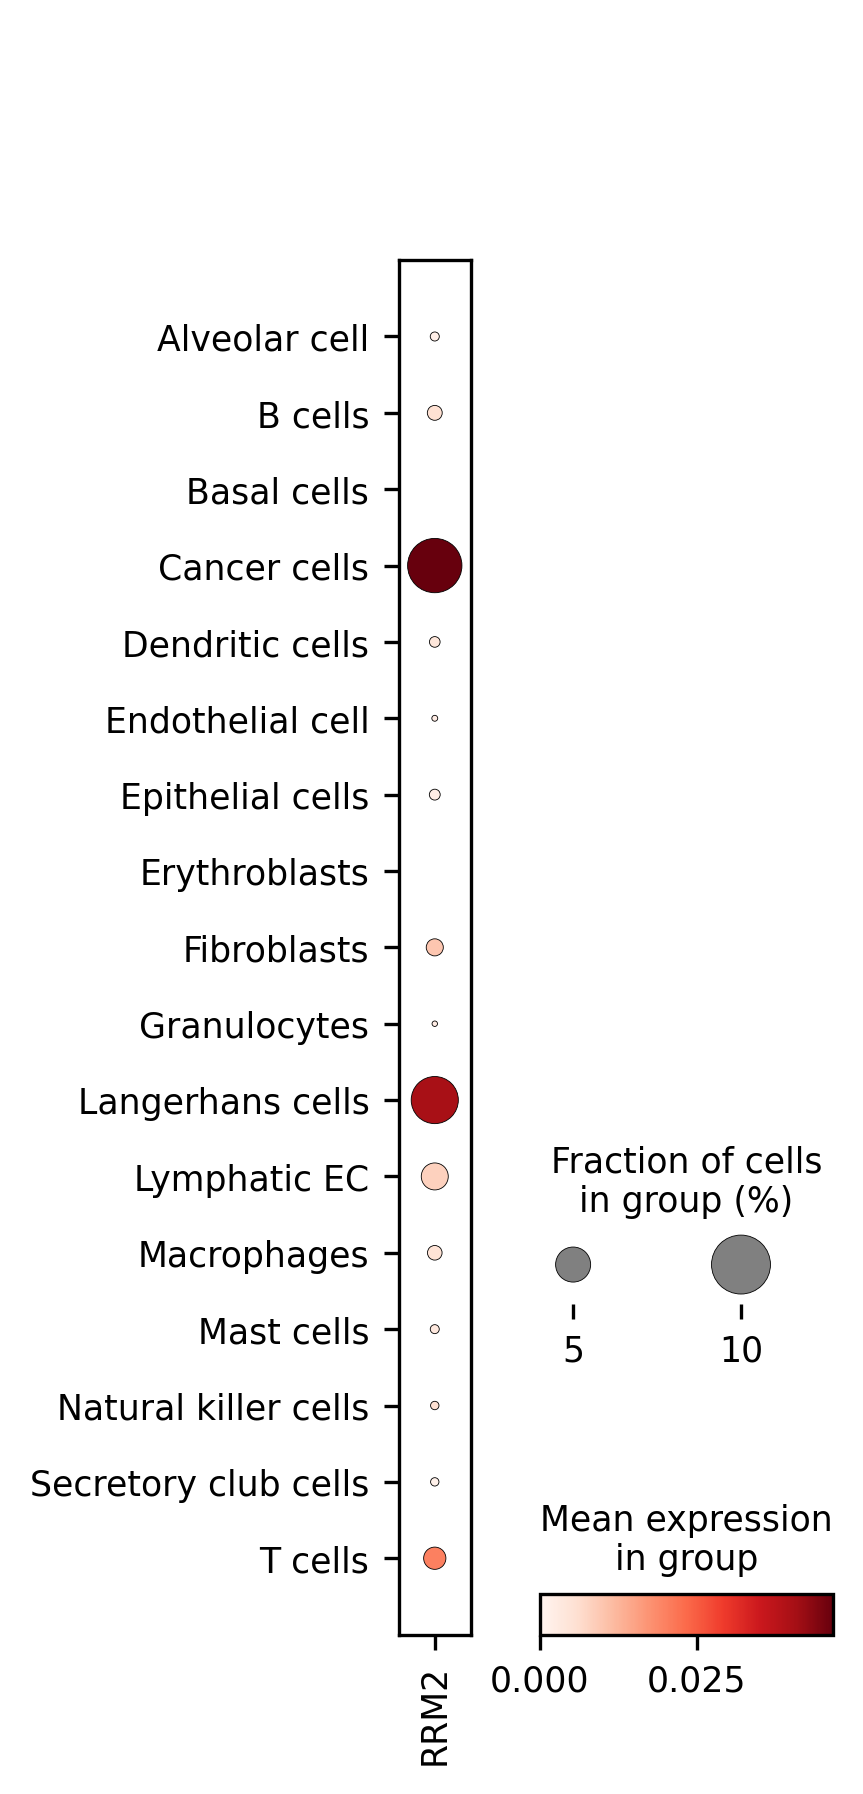 Alveolar cell
B cells
Basal cells
Cancer cells
Dendritic cells
Endothelial cell
Epithelial cells
Erythroblasts
Fibroblasts
Granulocytes
Langerhans cells
Lymphatic EC
Macrophages
Mast cells
Natural killer cells
Secretory club cells
T cells
RRM2
Fraction of cells
in group (%)
5 10
Mean expression
in group
0.000 0.025